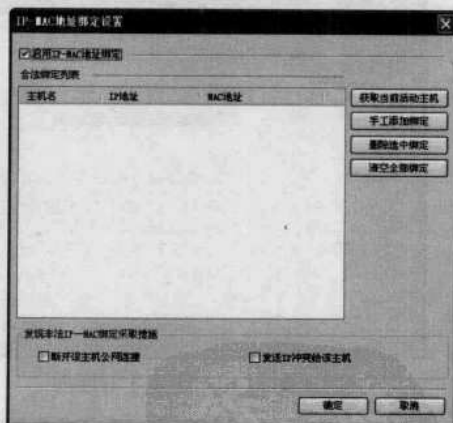 IP-MAC地址绑定设置
启用IP-MAC地址绑定
合法绑定列表
主机名 IP地址 MAC地址
获取当前活动主机
手工添加绑定
删除选中绑定
清空全部绑定
发现非法IP-MAC绑定采取措施
断开该主机公网连接 发送IP冲突给该主机
确定 取消